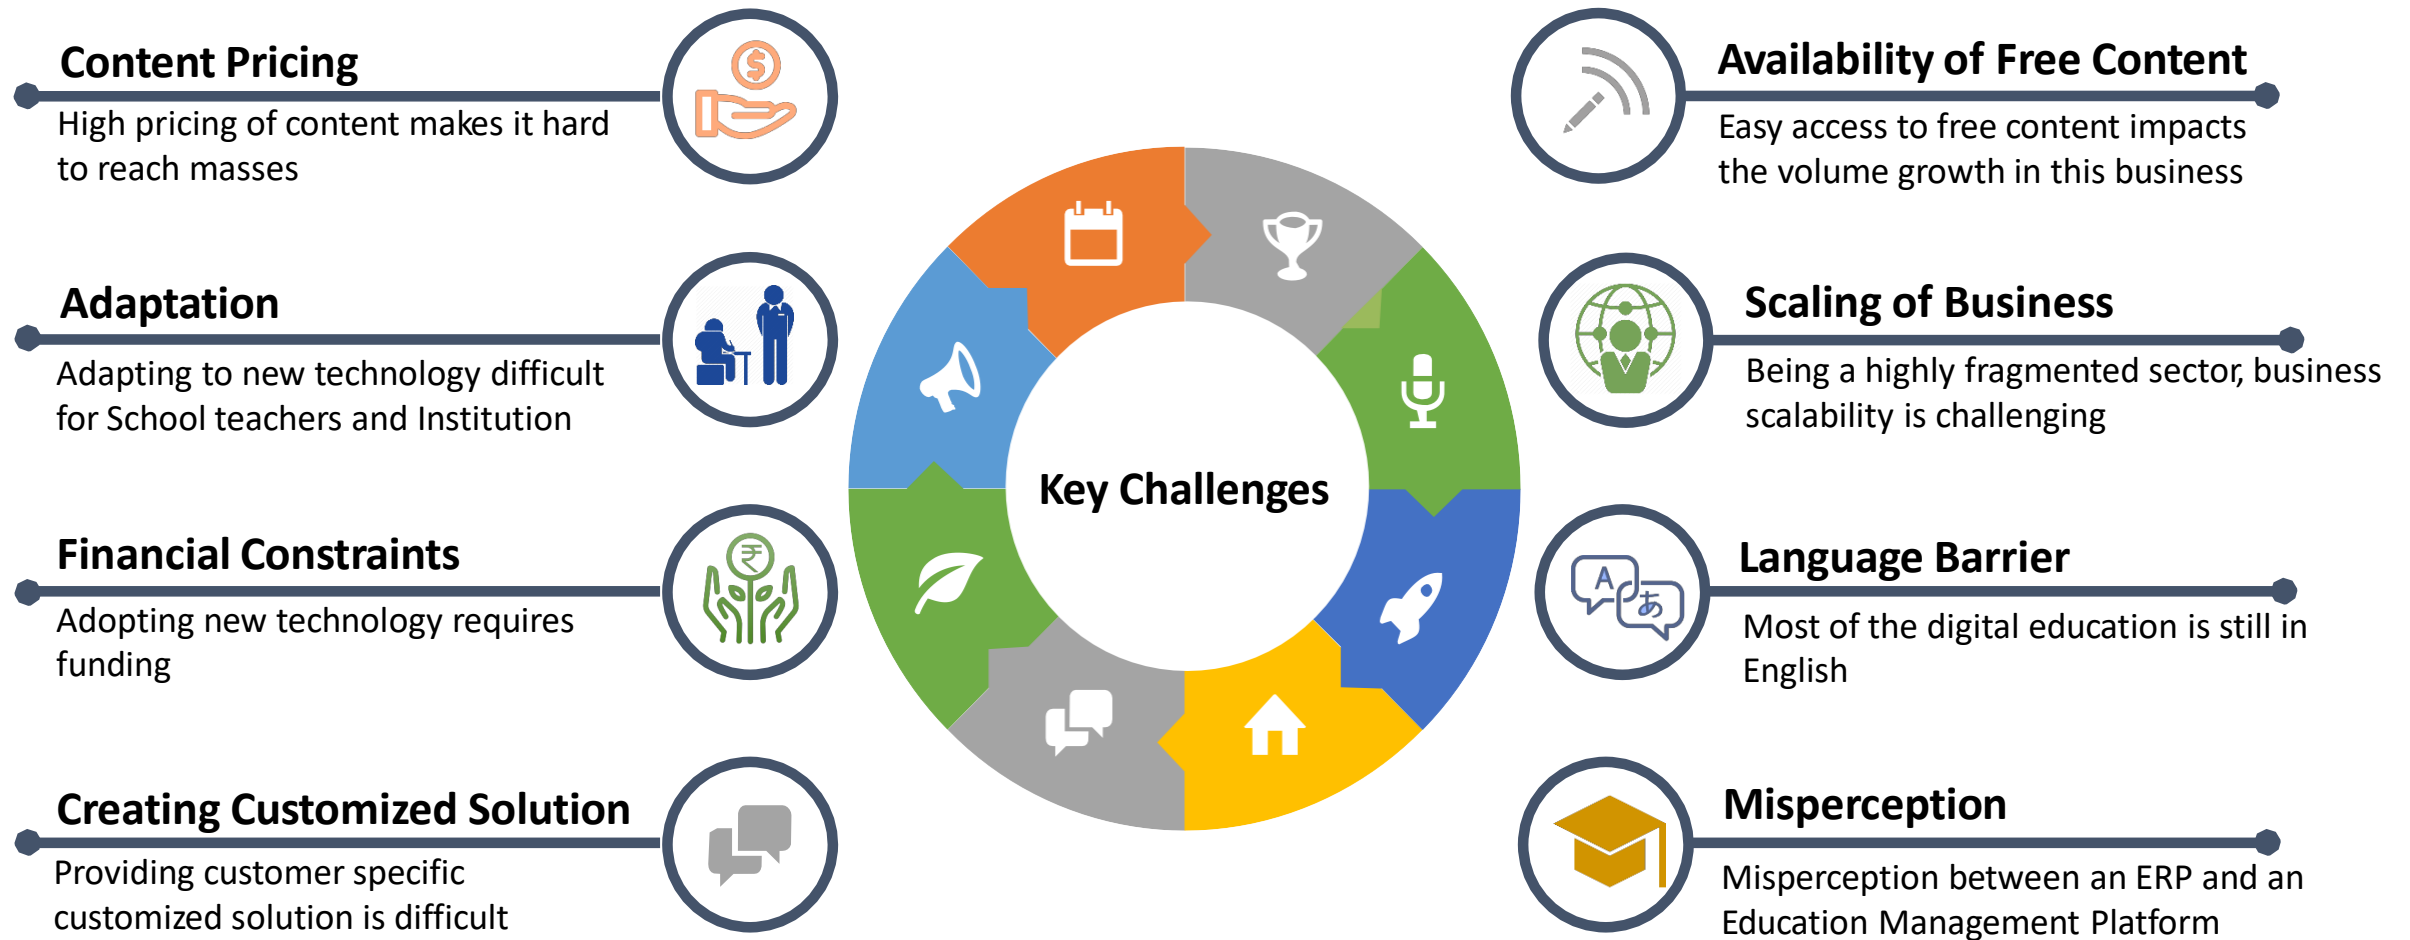 Content Pricing
High pricing of content makes it hard
to reach masses
Adaptation
Adapting to new technology difficult
for School teachers and Institution
Financial Constraints
Adopting new technology requires
funding
Creating Customized Solution
Providing customer specific
customized solution is difficult
Key Challenges
Availability of Free Content
Easy access to free content impacts
the volume growth in this business
Scaling of Business
Being a highly fragmented sector, business
scalability is challenging
Language Barrier
Most of the digital education is still in
English
Misperception
Misperception between an ERP and an
Education Management Platform
$
₹
A
あ